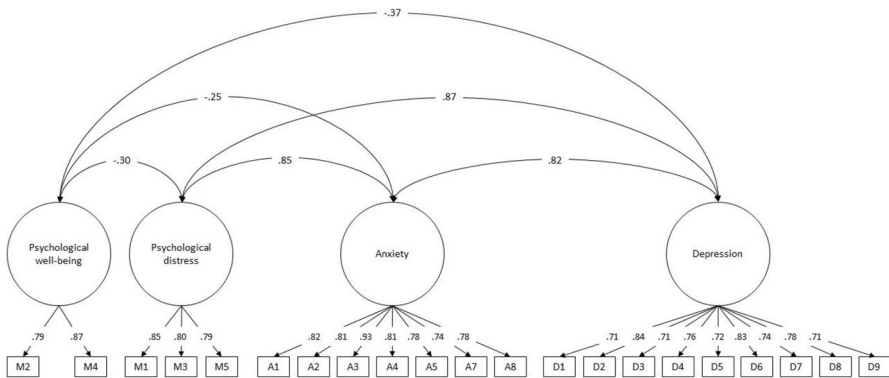 -.37
-.25
.87
-.30
.85
.82
Psychological
well-being
Psychological
distress
Anxiety
Depression
.79 .87 .85 .80 .79 .82 .81 .93 .81 .78 .74 .78 .71 .84 .71 .76 .72 .83 .74 .78 .71
M2 M4 M1 M3 M5 A1 A2 A3 A4 A5 A7 A8 D1 D2 D3 D4 D5 D6 D7 D8 D9